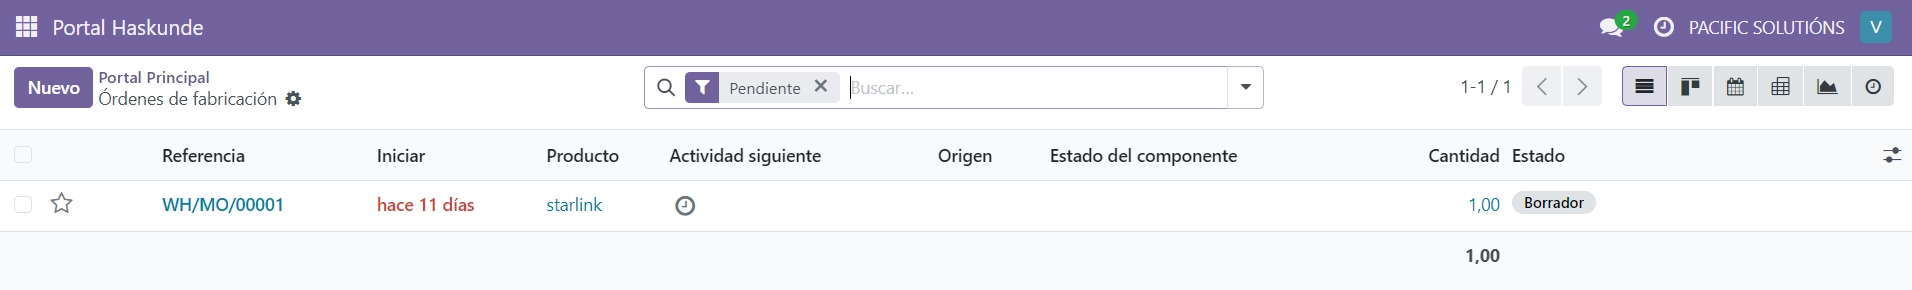 Portal Haskunde
2
PACIFIC SOLUTIÓNS
V
Nuevo
Portal Principal
Órdenes de fabricación
Pendiente
Buscar...
1-1 / 1
Referencia Iniciar Producto Actividad siguiente Origen Estado del componente Cantidad Estado
WH/MO/00001 hace 11 días starlink 1,00 Borrador
1,00